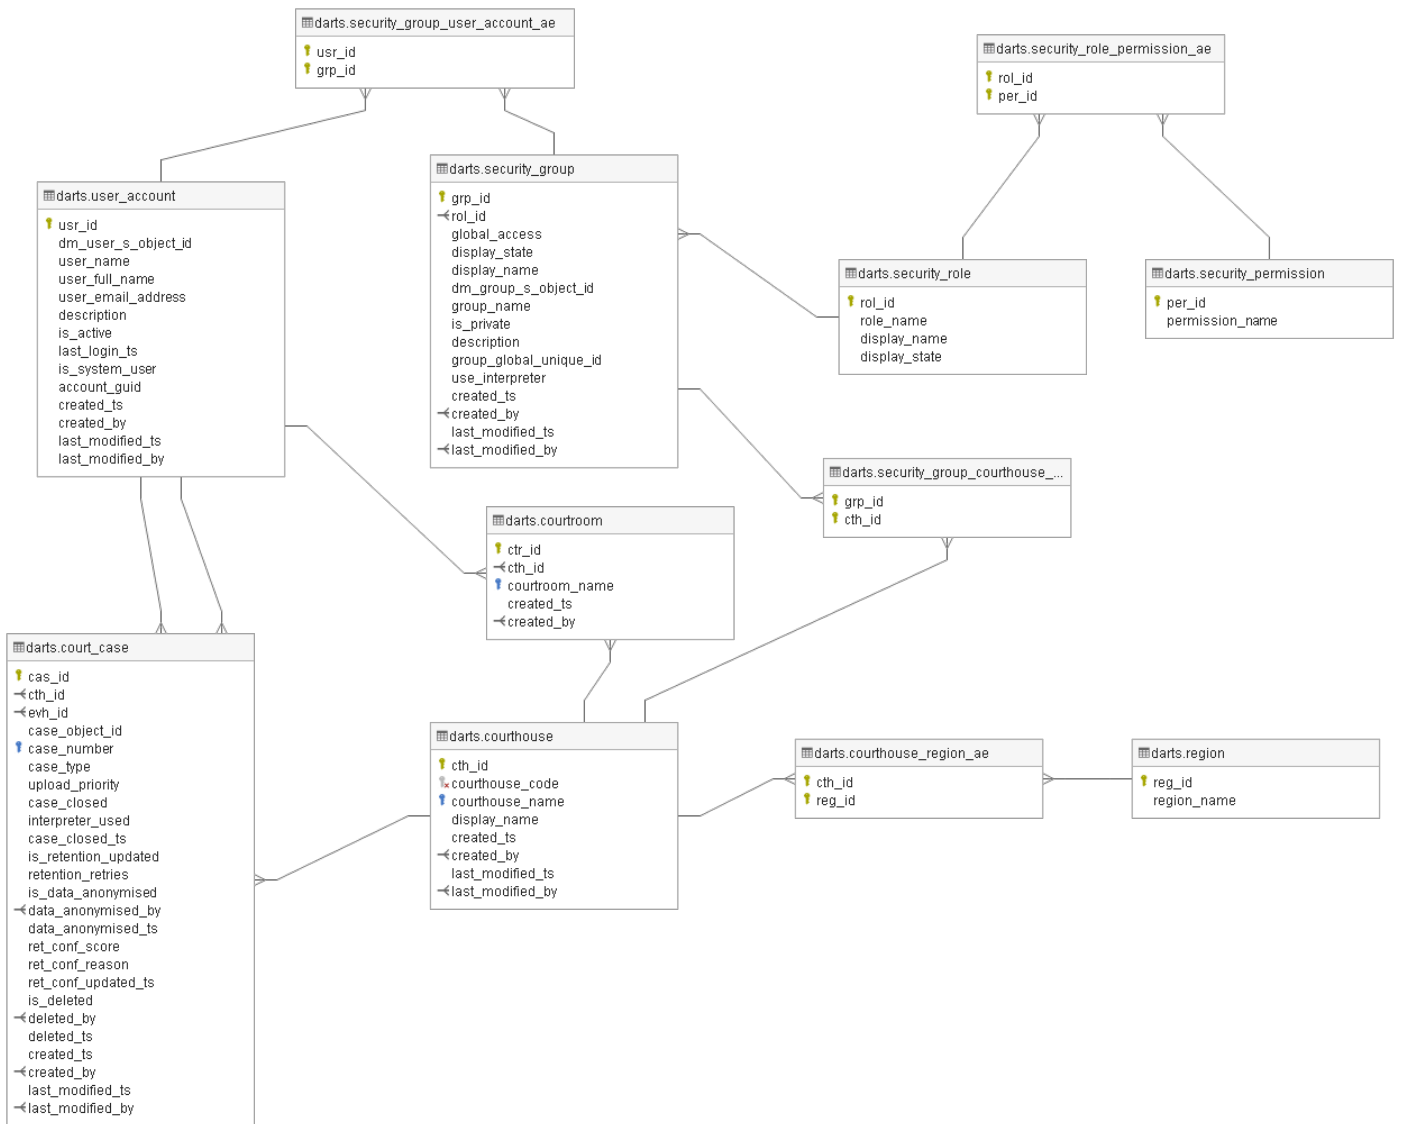 darts.security_group_user_account_ae
usr_id
grp_id
darts.security_role_permission_ae
rol_id
per_id
darts.user_account
usr_id
dm_user_s_object_id
user_name
user_full_name
user_email_address
description
is_active
last_login_ts
is_system_user
account_guid
created_ts
created_by
last_modified_ts
last_modified_by
darts.security_group
grp_id
rol_id
global_access
display_state
display_name
dm_group_s_object_id
group_name
is_private
description
group_global_unique_id
use_interpreter
created_ts
created_by
last_modified_ts
last_modified_by
darts.security_role
rol_id
role_name
display_name
display_state
darts.security_permission
per_id
permission_name
darts.security_group_courthouse_...
grp_id
cth_id
darts.courtroom
ctr_id
cth_id
courtroom_name
created_ts
created_by
darts.court_case
cas_id
cth_id
evh_id
case_object_id
case_number
case_type
upload_priority
case_closed
interpreter_used
case_closed_ts
is_retention_updated
retention_retries
is_data_anonymised
data_anonymised_by
data_anonymised_ts
ret_conf_score
ret_conf_reason
ret_conf_updated_ts
is_deleted
deleted_by
deleted_ts
created_ts
created_by
last_modified_ts
last_modified_by
darts.courthouse
cth_id
courthouse_code
courthouse_name
display_name
created_ts
created_by
last_modified_ts
last_modified_by
darts.courthouse_region_ae
cth_id
reg_id
darts.region
reg_id
region_name